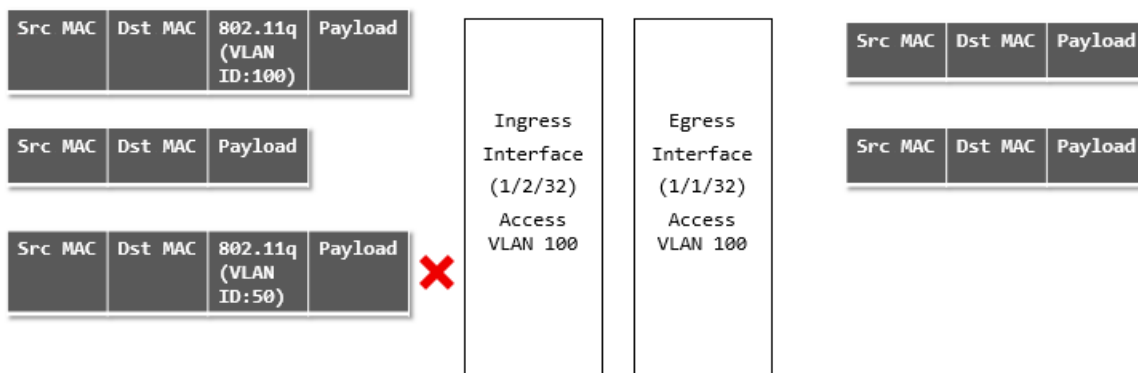 Src MAC Dst MAC 802.11q (VLAN ID:100) Payload
Src MAC Dst MAC Payload
Src MAC Dst MAC 802.11q (VLAN ID:50) Payload
Ingress
Interface
(1/2/32)
Access
VLAN 100
Egress
Interface
(1/1/32)
Access
VLAN 100
Src MAC Dst MAC Payload
Src MAC Dst MAC Payload